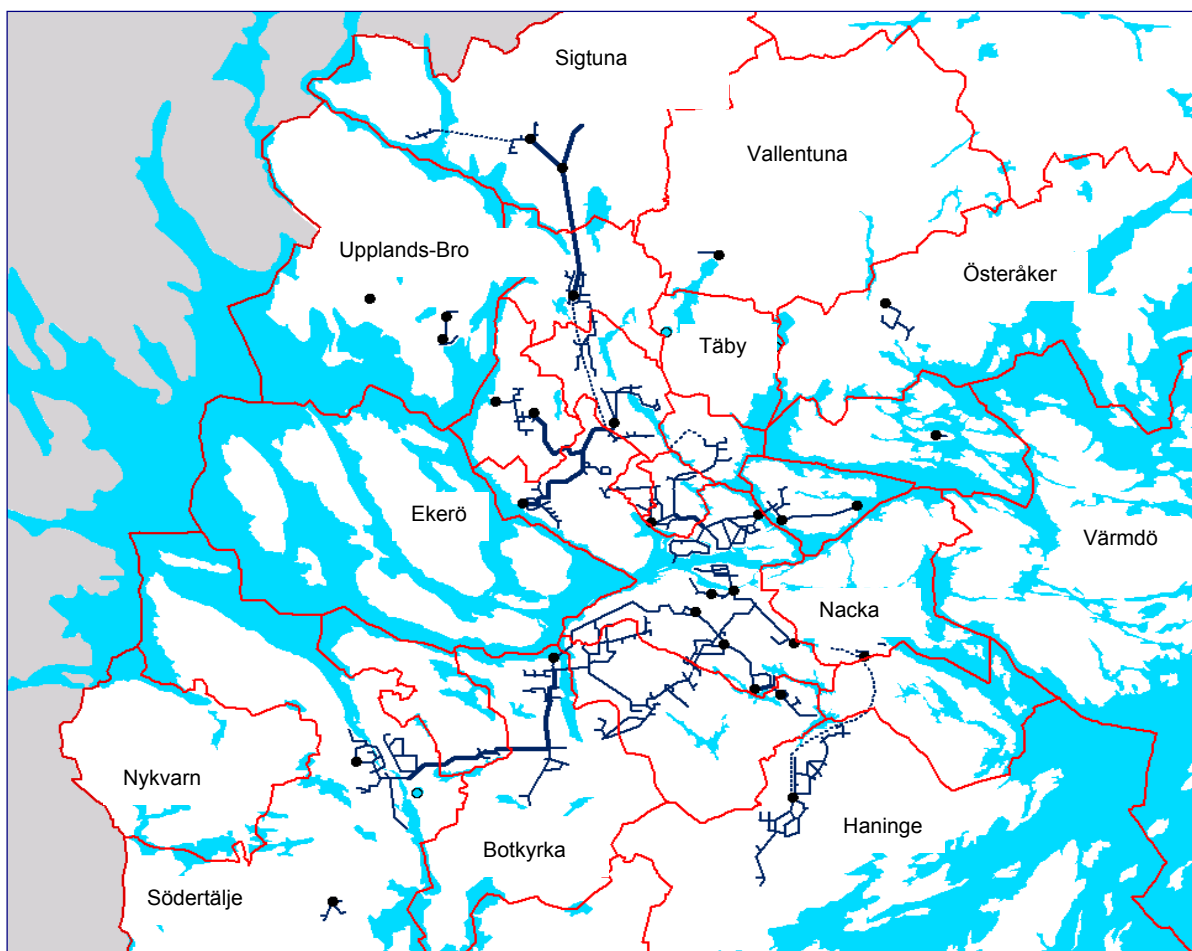 Sigtuna
Vallentuna
Upplands-Bro
Österåker
Täby
Ekerö
Värmdö
Nacka
Nykvarn
Haninge
Botkyrka
Södertälje